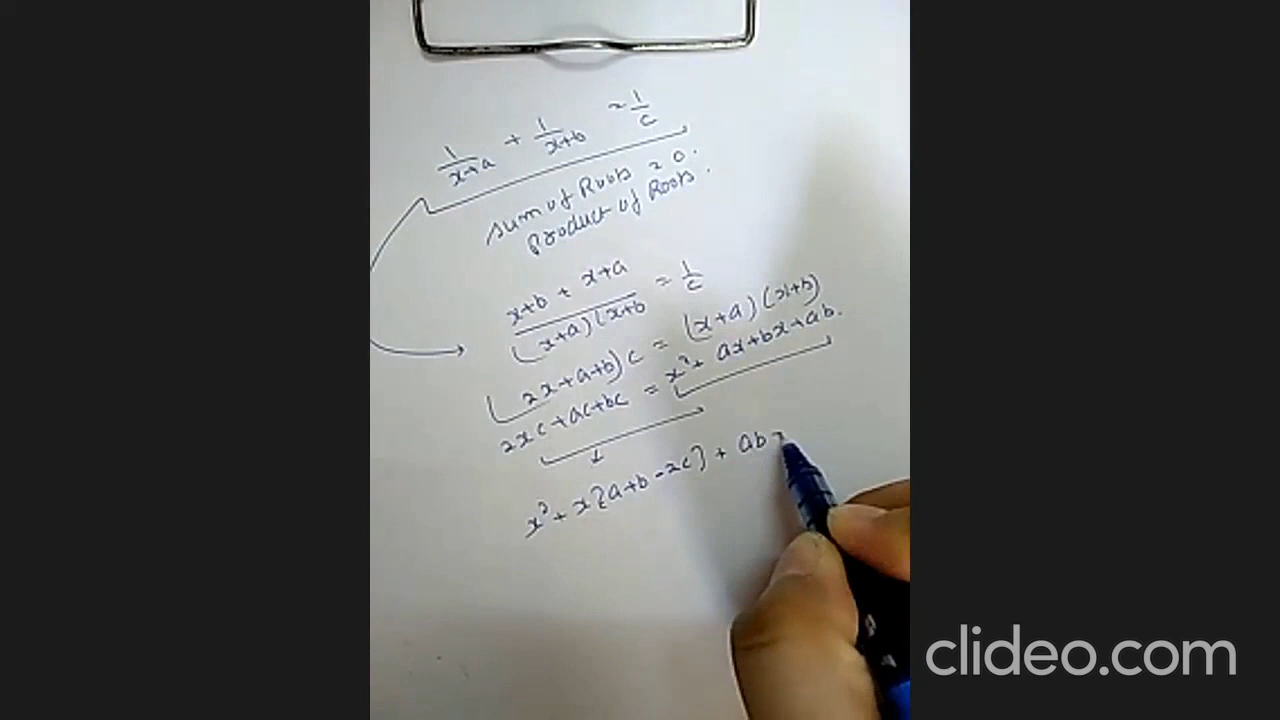 1/x+a + 1/x+b = 1/c
Sum of Roots = 0.
Product of Roots.
x+b + x+a/(x+a)(x+b = 1/c
(2x+a+b)c = (x+a)(x+b)
2xc+ac+bc = x²+ ax+bx+ab.
x²+ x{a+b-2c} + ab
clideo.com